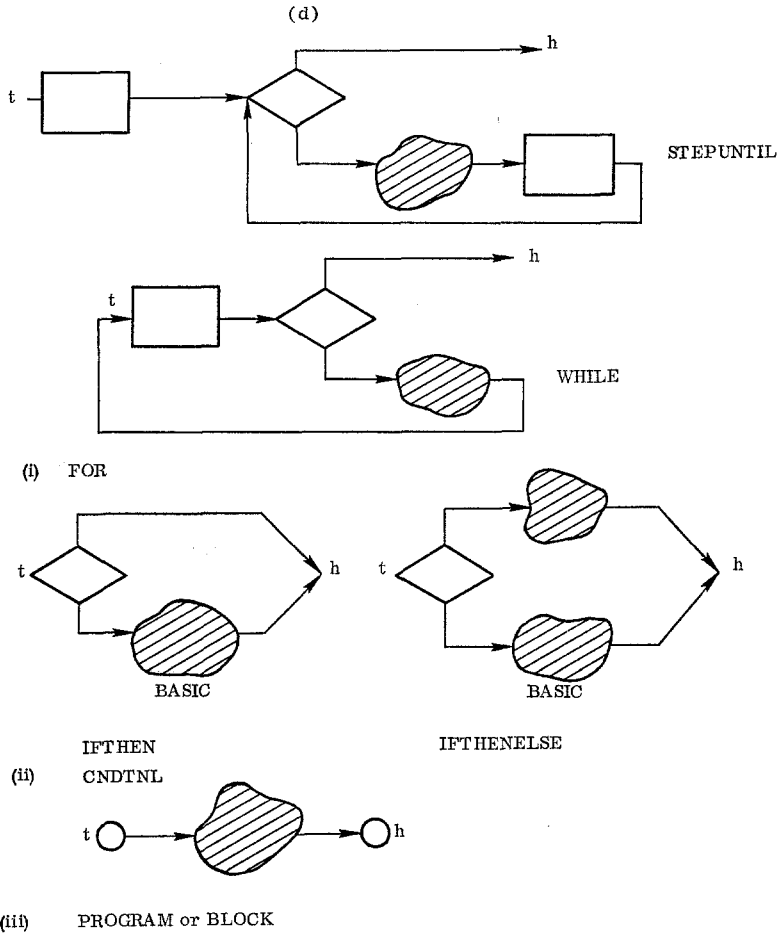 (d)
h
t
STEPUNTIL
h
t
WHILE
(i) FOR
t
h
t
h
BASIC
BASIC
IFTHEN
IFTHENELSE
(ii) CNDTNL
t
h
(iii) PROGRAM or BLOCK